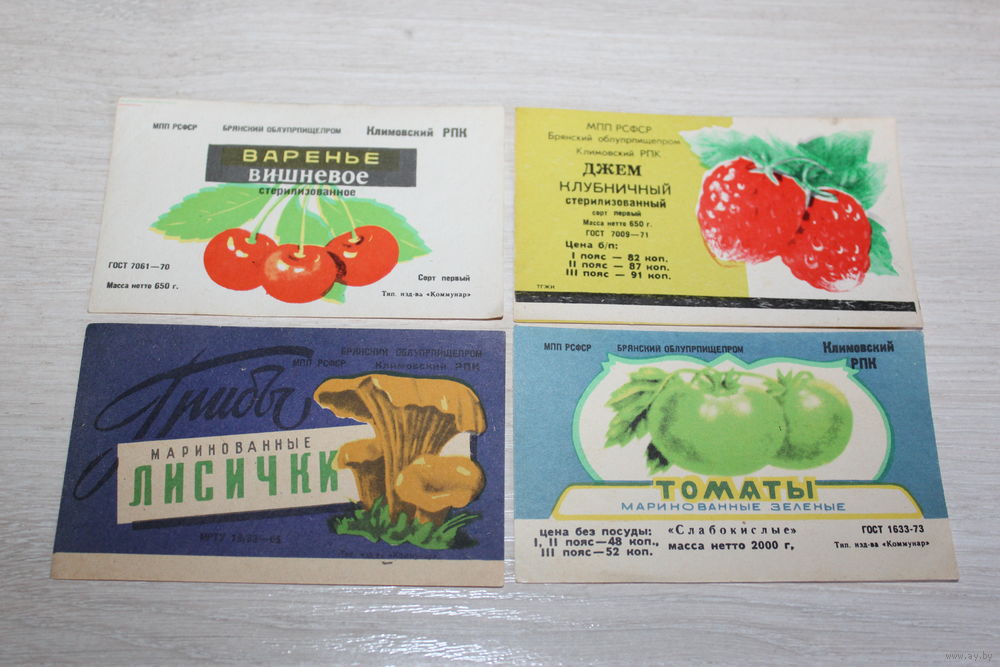 МПП РСФСР БРЯНСКИЙ ОБЛУПРПИЩЕПРОМ Климовский РПК
ВАРЕНЬЕ
ВИШНЕВОЕ
стерилизованное
ГОСТ 7061—70
Масса нетто 650 г.
Сорт первый
Тип. изд-ва «Коммунар»
МПП РСФСР
Брянский облупрпищепром
Климовский РПК
ДЖЕМ
КЛУБНИЧНЫЙ
стерилизованный
сорт первый
Масса нетто 650 г.
ГОСТ 7009—71
Цена б/п:
I пояс — 82 коп.
II пояс — 87 коп.
III пояс — 91 коп.
ТГЖИ
БРЯНСКИЙ ОБЛУПРПИЩЕПРОМ
МПП РСФСР Климовский РПК
Грибы
МАРИНОВАННЫЕ
ЛИСИЧКИ
МРТУ
МПП РСФСР БРЯНСКИЙ ОБЛУПРПИЩЕПРОМ Климовский
РПК
ТОМАТЫ
МАРИНОВАННЫЕ ЗЕЛЕНЫЕ
цена без посуды:
I, II пояс—48 коп.,
III пояс—52 коп.
«Слабокислые»
масса нетто 2000 г,
ГОСТ 1633-73
Тип. изд-ва «Коммунар»
www.ay.by